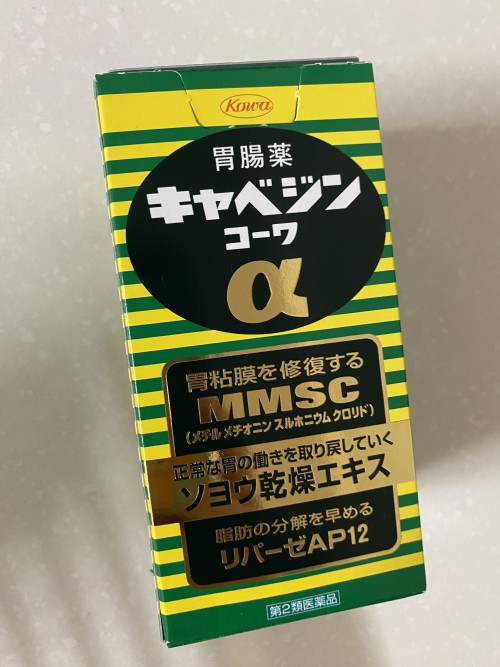 Kowa
胃腸薬
キャベジン
コーワ
α
胃粘膜を修復する
MMSC
(メチル メチオニン スルホニウム クロリド)
正常な胃の働きを取り戻していく
ソヨウ乾燥エキス
脂肪の分解を早める
リパーゼAP12
第2類医薬品